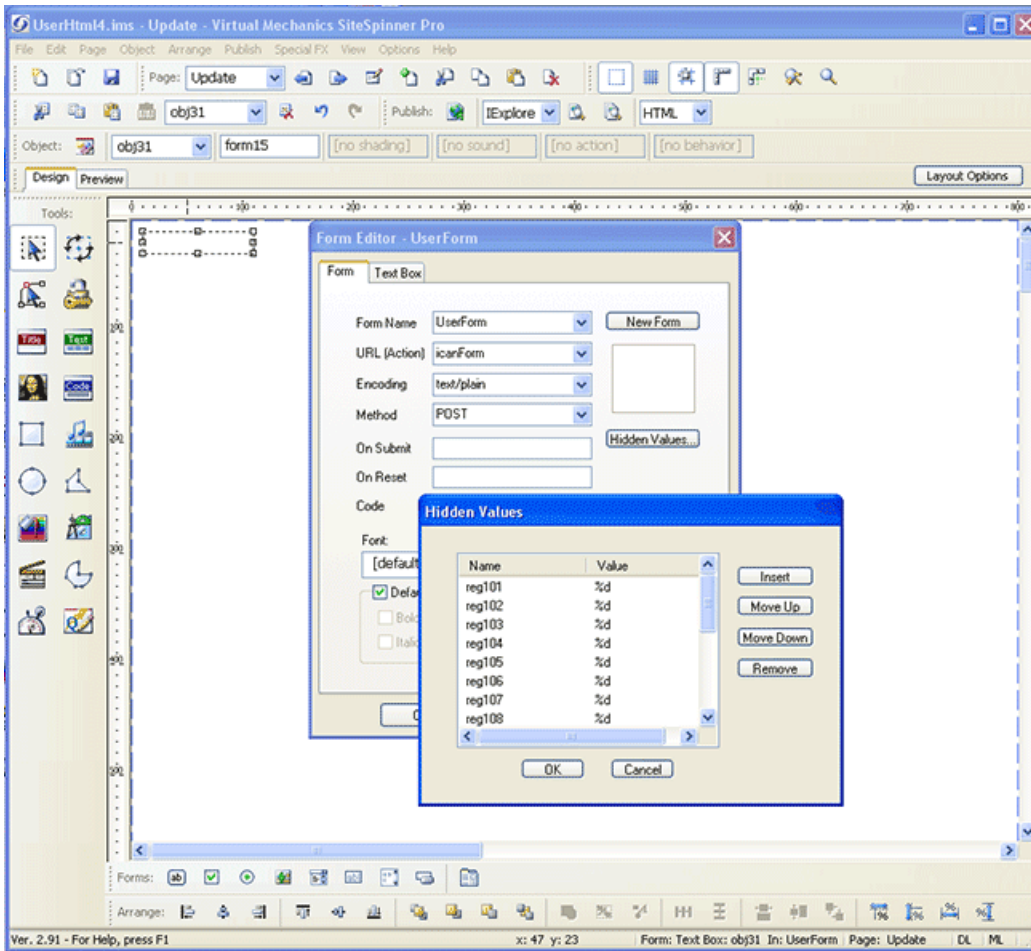 UserHtml4.ims - Update - Virtual Mechanics SiteSpinner Pro
File Edit Page Object Arrange Publish Special FX View Options Help
Page: Update
obj31 Publish: IExplore HTML
Object: obj31 form15 [no shading] [no sound] [no action] [no behavior]
Design Preview Layout Options
Tools:
Form Editor - UserForm
Form Text Box
Form Name UserForm New Form
URL (Action) icanForm
Encoding text/plain
Method POST
Hidden Values...
On Submit
On Reset
Code
Font:
[default
Title Text
Code
Hidden Values
Name Value
reg101 %d
reg102 %d
reg103 %d
reg104 %d
reg105 %d
reg106 %d
reg107 %d
reg108 %d
Insert
Move Up
Move Down
Remove
OK Cancel
Forms:
Arrange:
Ver. 2.91 - For Help, press F1 x: 47 y: 23 Form: Text Box: obj31 In: UserForm Page: Update DL ML